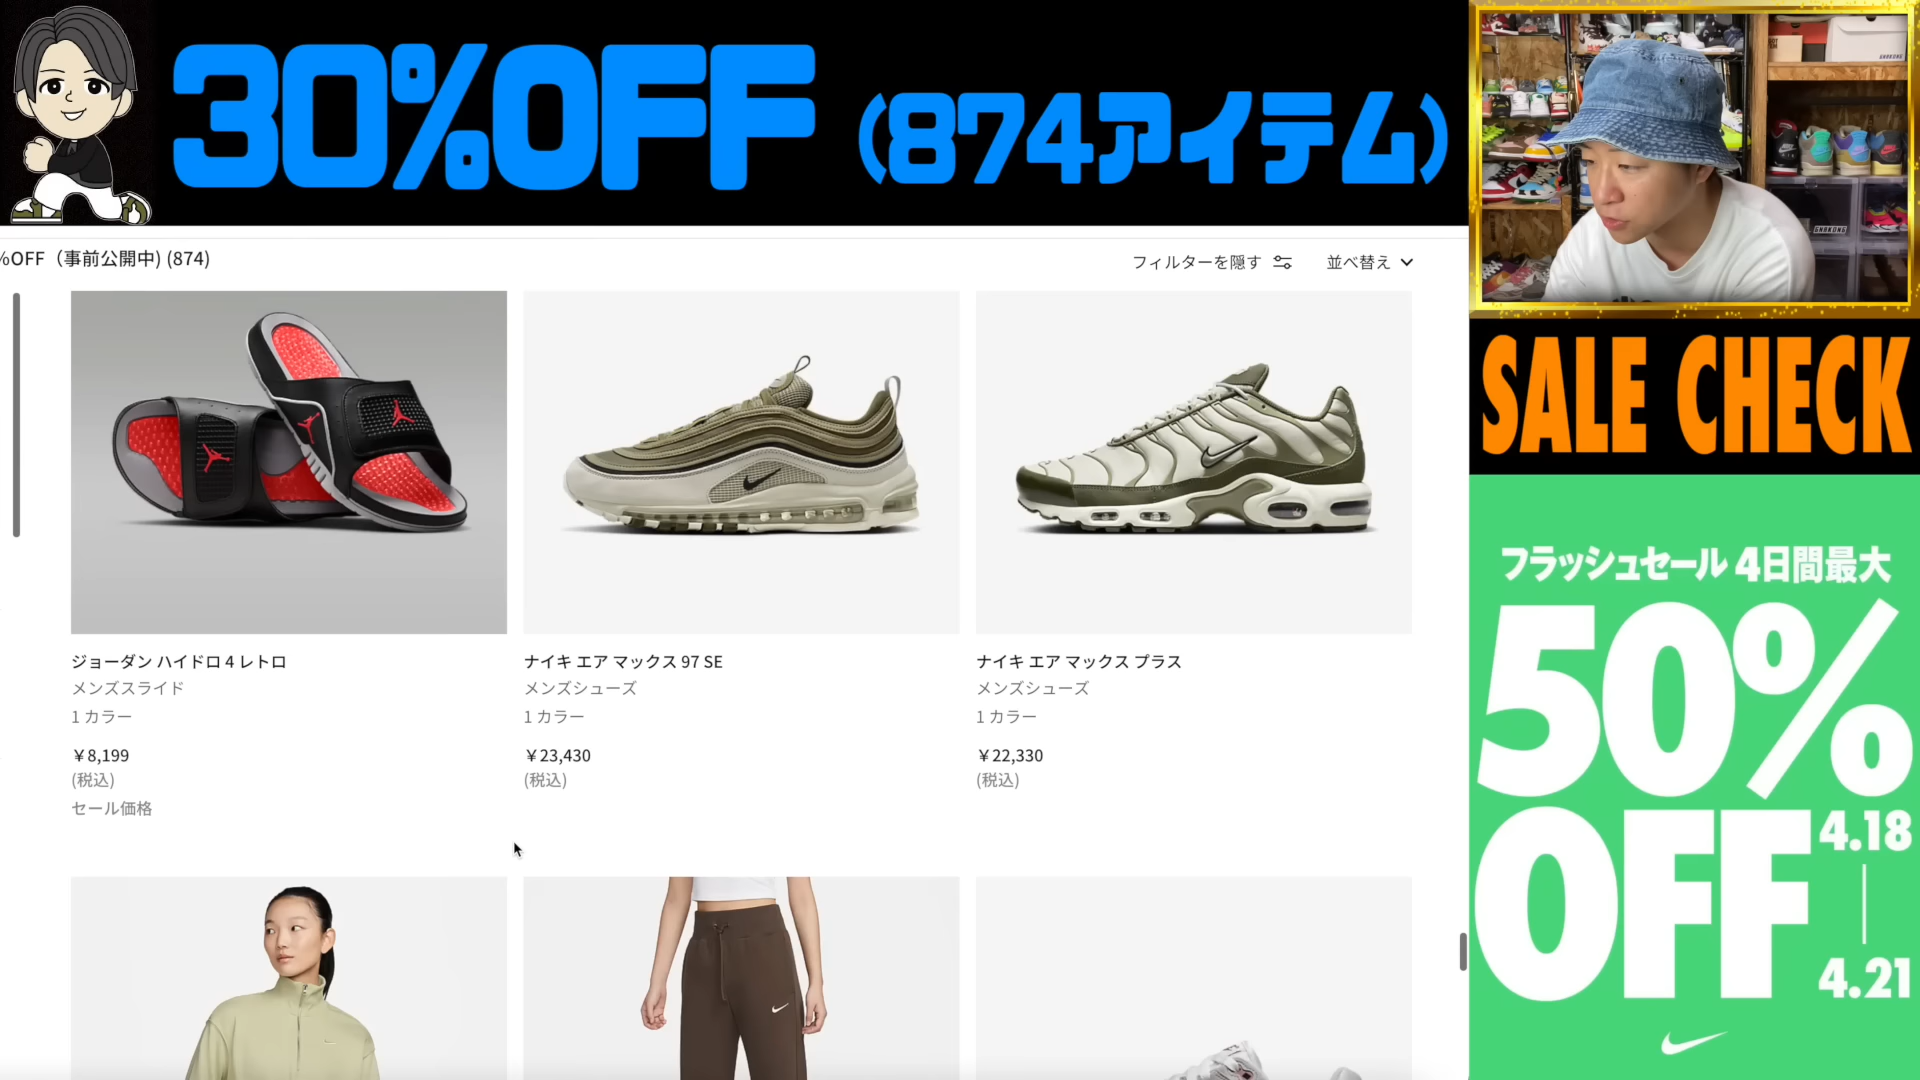 30%OFF (874アイテム)
%OFF（事前公開中) (874)
フィルターを隠す
並べ替え
ジョーダン ハイドロ 4 レトロ
メンズスライド
1 カラー
￥8,199
(税込)
セール価格
ナイキ エア マックス 97 SE
メンズシューズ
1 カラー
￥23,430
(税込)
ナイキ エア マックス プラス
メンズシューズ
1 カラー
￥22,330
(税込)
SALE CHECK
フラッシュセール 4日間最大
50%
OFF
4.18
4.21